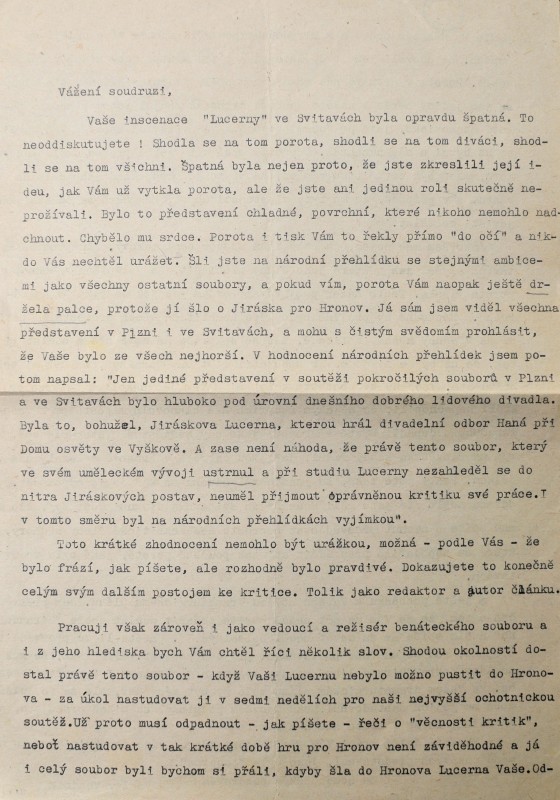 Vážení soudruzi,
Vaše inscenace "Lucerny" ve Svitavách byla opravdu špatná. To
neoddiskutujete ! Shodla se na tom porota, shodli se na tom diváci, shod-
li se na tom všichni. Špatná byla nejen proto, že jste zkreslili její i-
deu, jak Vám už vytkla porota, ale že jste ani jedinou roli skutečně ne-
prožívali. Bylo to představení chladné, povrchní, které nikoho nemohlo nad-
chnout. Chybělo mu srdce. Porota i tisk Vám to řekly přímo "do očí" a nik-
do Vás nechtěl urážet. Šli jste na národní přehlídku se stejnými ambice-
mi jako všechny ostatní soubory, a pokud vím, porota Vám naopak ještě dr-
žela palce, protože jí šlo o Jiráska pro Hronov. Já sám jsem viděl všechna
představení v Plzni i ve Svitavách, a mohu s čistým svědomím prohlásit,
že Vaše bylo ze všech nejhorší. V hodnocení národních přehlídek jsem po-
tom napsal: "Jen jediné představení v soutěži pokročilých souborů v Plzni
a ve Svitavách bylo hluboko pod úrovní dnešního dobrého lidového divadla.
Byla to, bohužel, Jiráskova Lucerna, kterou hrál divadelní odbor Haná při
Domu osvěty ve Vyškově. A zase není náhoda, že právě tento soubor, který
ve svém uměleckém vývoji ustrnul a při studiu Lucerny nezahleděl se do
nitra Jiráskových postav, neuměl přijmout oprávněnou kritiku své práce.I
v tomto směru byl na národních přehlídkách vyjímkou".
Toto krátké zhodnocení nemohlo být urážkou, možná - podle Vás - že
bylo frází, jak píšete, ale rozhodně bylo pravdivé. Dokazujete to konečně
celým svým dalším postojem ke kritice. Tolik jako redaktor a autor článku.
Pracuji však zároveň i jako vedoucí a režisér benáteckého souboru a
i z jeho hlediska bych Vám chtěl říci několik slov. Shodou okolností do-
stal právě tento soubor - když Vaši Lucernu nebylo možno pustit do Hrono-
va - za úkol nastudovat ji v sedmi nedělích pro naši nejvyšší ochotnickou
soutěž.Už proto musí odpadnout - jak píšete - řeči o "věcnosti kritik",
neboť nastudovat v tak krátké době hru pro Hronov není záviděhodné a já
i celý soubor byli bychom si přáli, kdyby šla do Hronova Lucerna Vaše.Od-